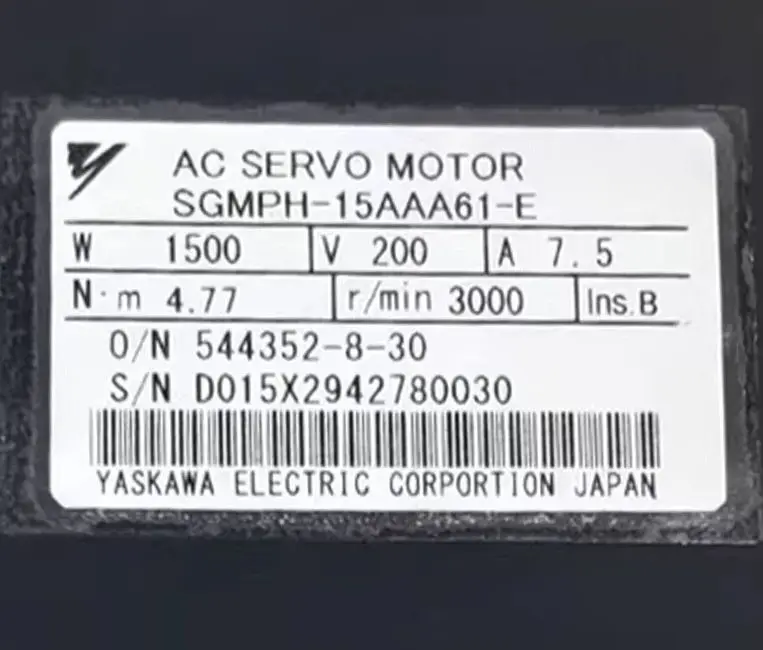 AC SERVO MOTOR
SGMPH-15AAA61-E
W 1500 V 200 A 7.5
N·m 4.77 r/min 3000 Ins.B
O/N 544352-8-30
S/N D015X2942780030
YASKAWA ELECTRIC CORPORTION JAPAN